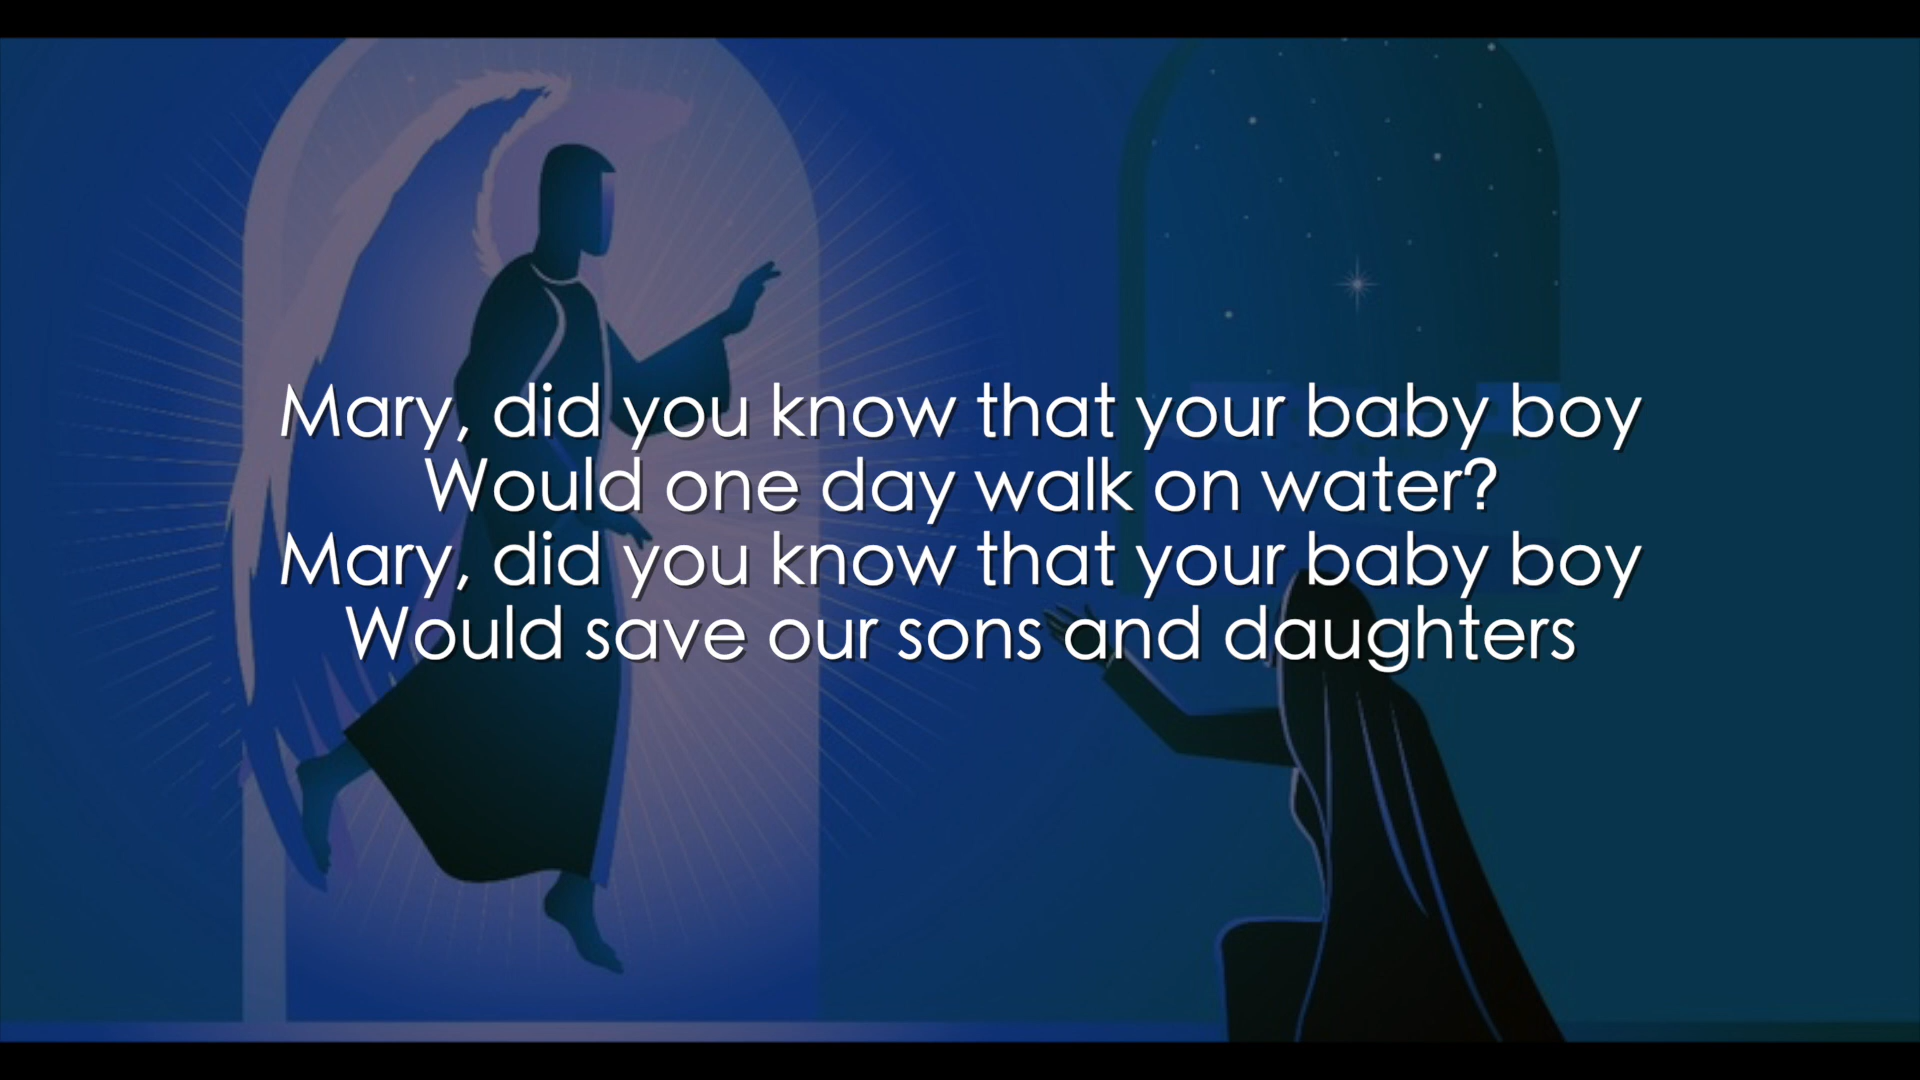 Mary, did you know that your baby boy
Would one day walk on water?
Mary, did you know that your baby boy
Would save our sons and daughters